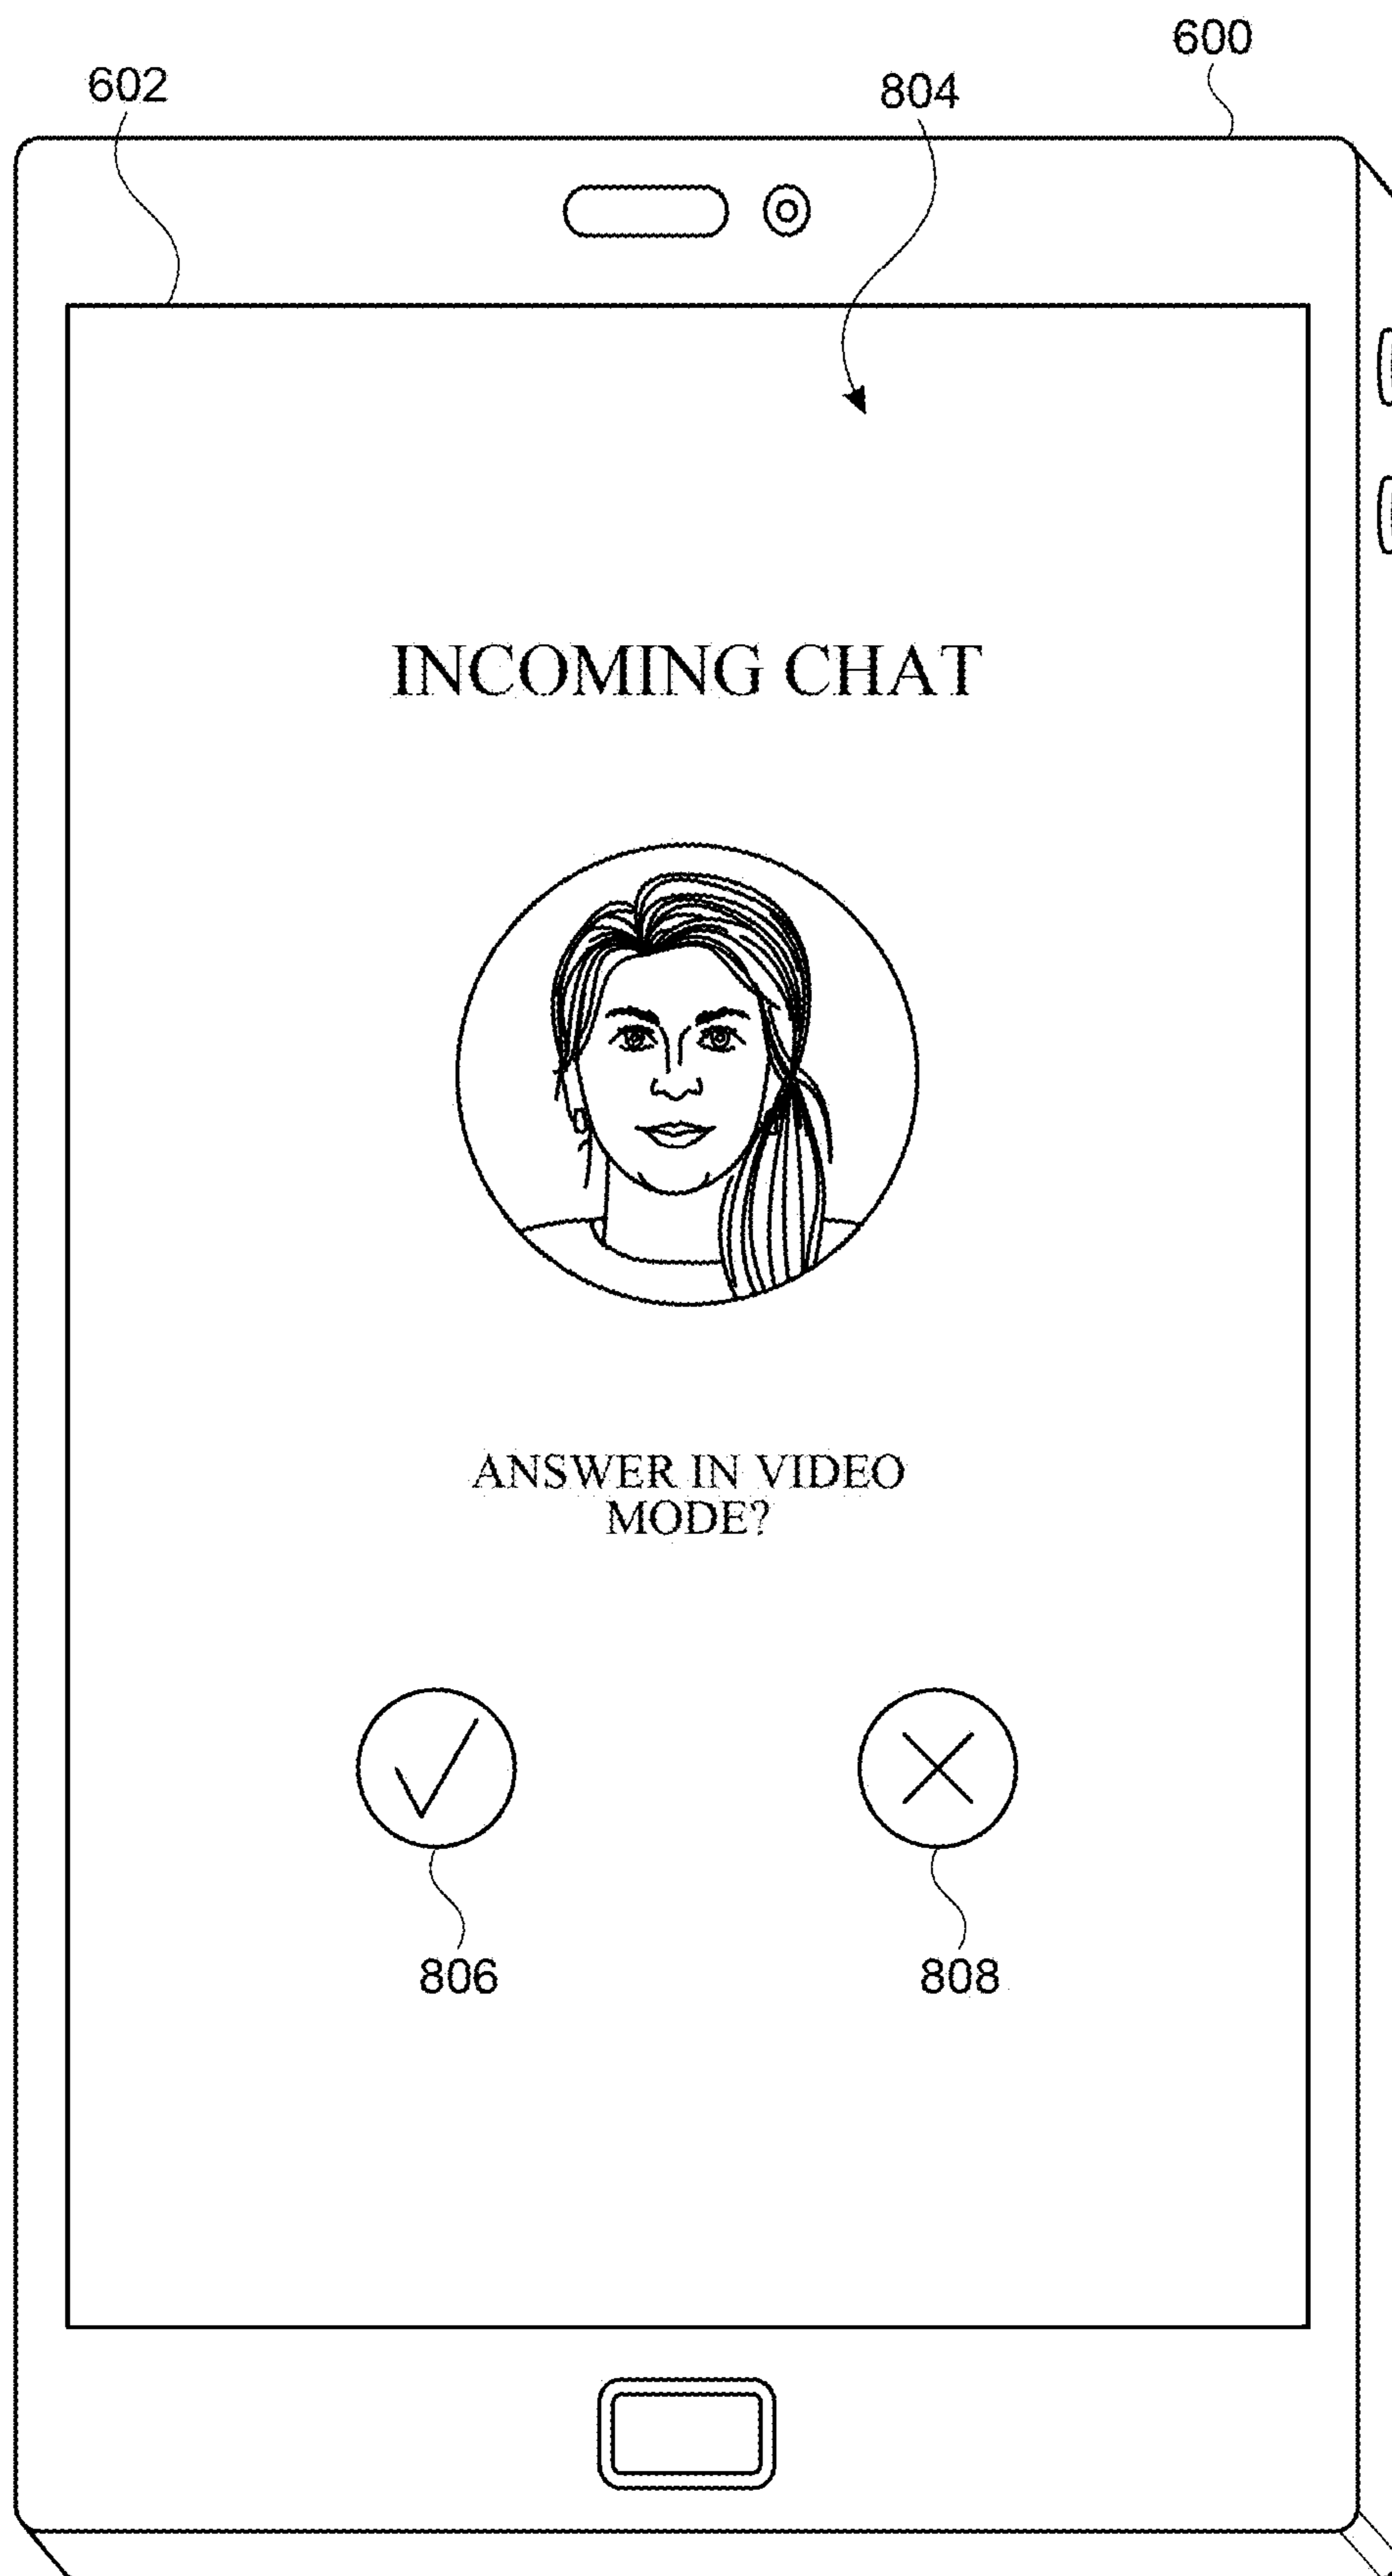 600
602
804
INCOMING CHAT
ANSWER IN VIDEO
MODE?
806
808